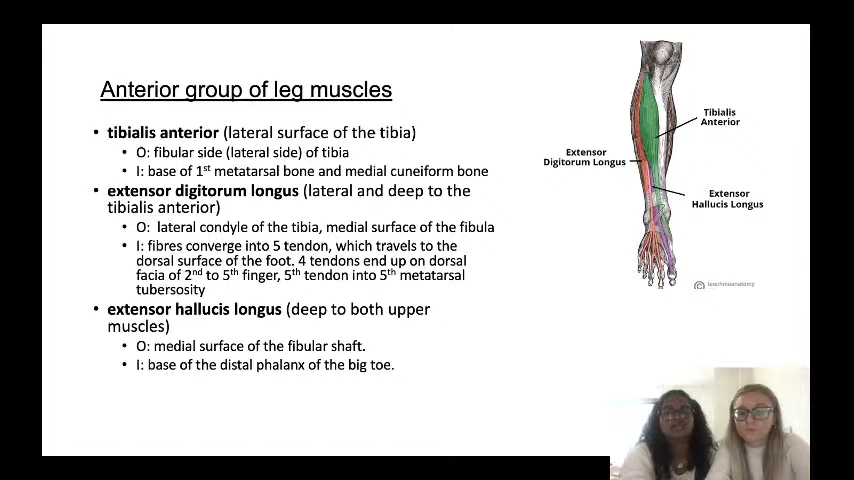 Anterior group of leg muscles
• tibialis anterior (lateral surface of the tibia)
• O: fibular side (lateral side) of tibia
• I: base of 1st metatarsal bone and medial cuneiform bone
• extensor digitorum longus (lateral and deep to the
tibialis anterior)
• O: lateral condyle of the tibia, medial surface of the fibula
• I: fibres converge into 5 tendon, which travels to the
dorsal surface of the foot. 4 tendons end up on dorsal
facia of 2nd to 5th finger, 5th tendon into 5th metatarsal
tubersosity
• extensor hallucis longus (deep to both upper
muscles)
• O: medial surface of the fibular shaft.
• I: base of the distal phalanx of the big toe.
Tibialis
Anterior
Extensor
Digitorum Longus
Extensor
Hallucis Longus
© teachmeanatomy